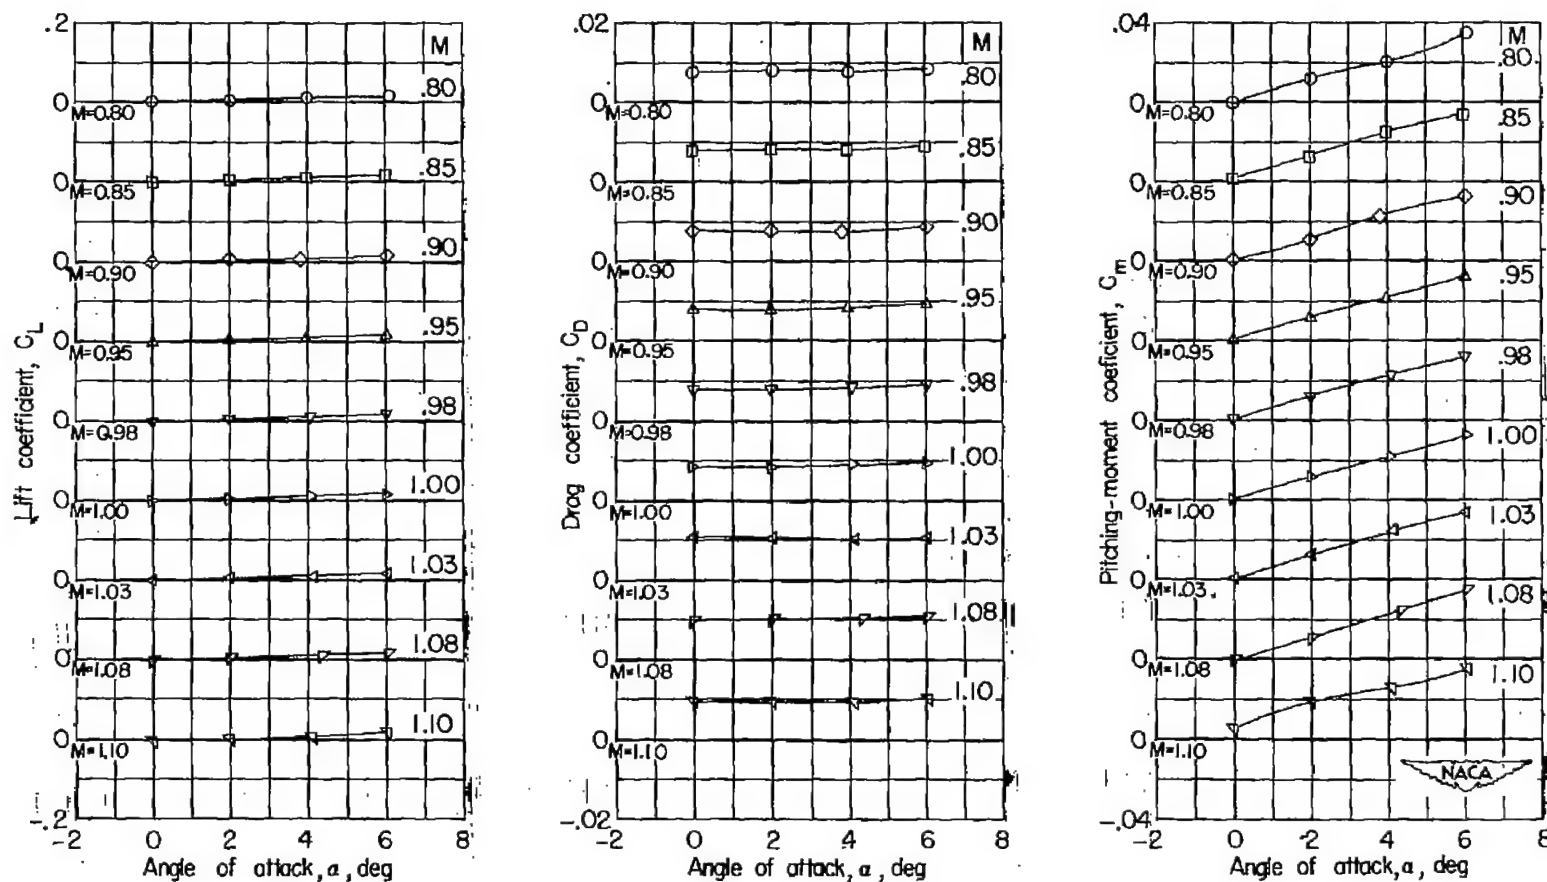 .2
M
.80
0
M=0.80
.85
0
M=0.85
.90
0
M=0.90
.95
0
M=0.95
.98
0
M=0.98
1.00
0
M=1.00
1.03
0
M=1.03
1.08
0
M=1.08
1.10
0
M=1.10
-.2
-2 0 2 4 6 8
Angle of attack, α, deg
Lift coefficient, C_L
.02
M
.80
0
M=0.80
.85
0
M=0.85
.90
0
M=0.90
.95
0
M=0.95
.98
0
M=0.98
1.00
0
M=1.00
1.03
0
M=1.03
1.08
0
M=1.08
1.10
0
M=1.10
-.02
-2 0 2 4 6 8
Angle of attack, α, deg
Drag coefficient, C_D
.04
M
.80
0
M=0.80
.85
0
M=0.85
.90
0
M=0.90
.95
0
M=0.95
.98
0
M=0.98
1.00
0
M=1.00
1.03
0
M=1.03
1.08
0
M=1.08
1.10
0
M=1.10
NACA
-.04
-2 0 2 4 6 8
Angle of attack, α, deg
Pitching-moment coeficient, C_m